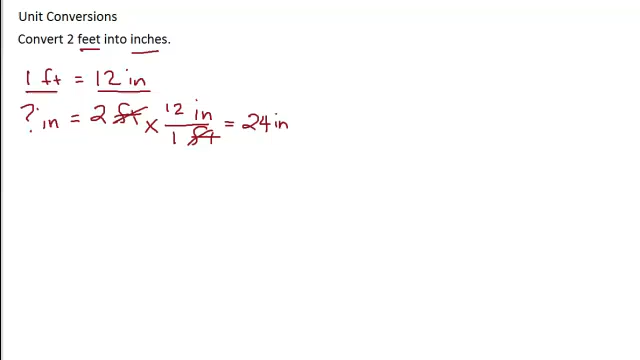 Unit Conversions
Convert 2 feet into inches.
1 ft = 12 in
? in = 2 ft × 12 in / 1 ft = 24 in